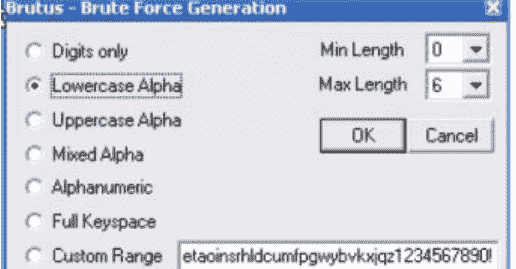 Brutus - Brute Force Generation
Digits only
Min Length 0
Lowercase Alpha
Max Length 6
Uppercase Alpha
OK Cancel
Mixed Alpha
Alphanumeric
Full Keyspace
Custom Range etaoinsrhldcumfpgwybvkxjqz1234567890!